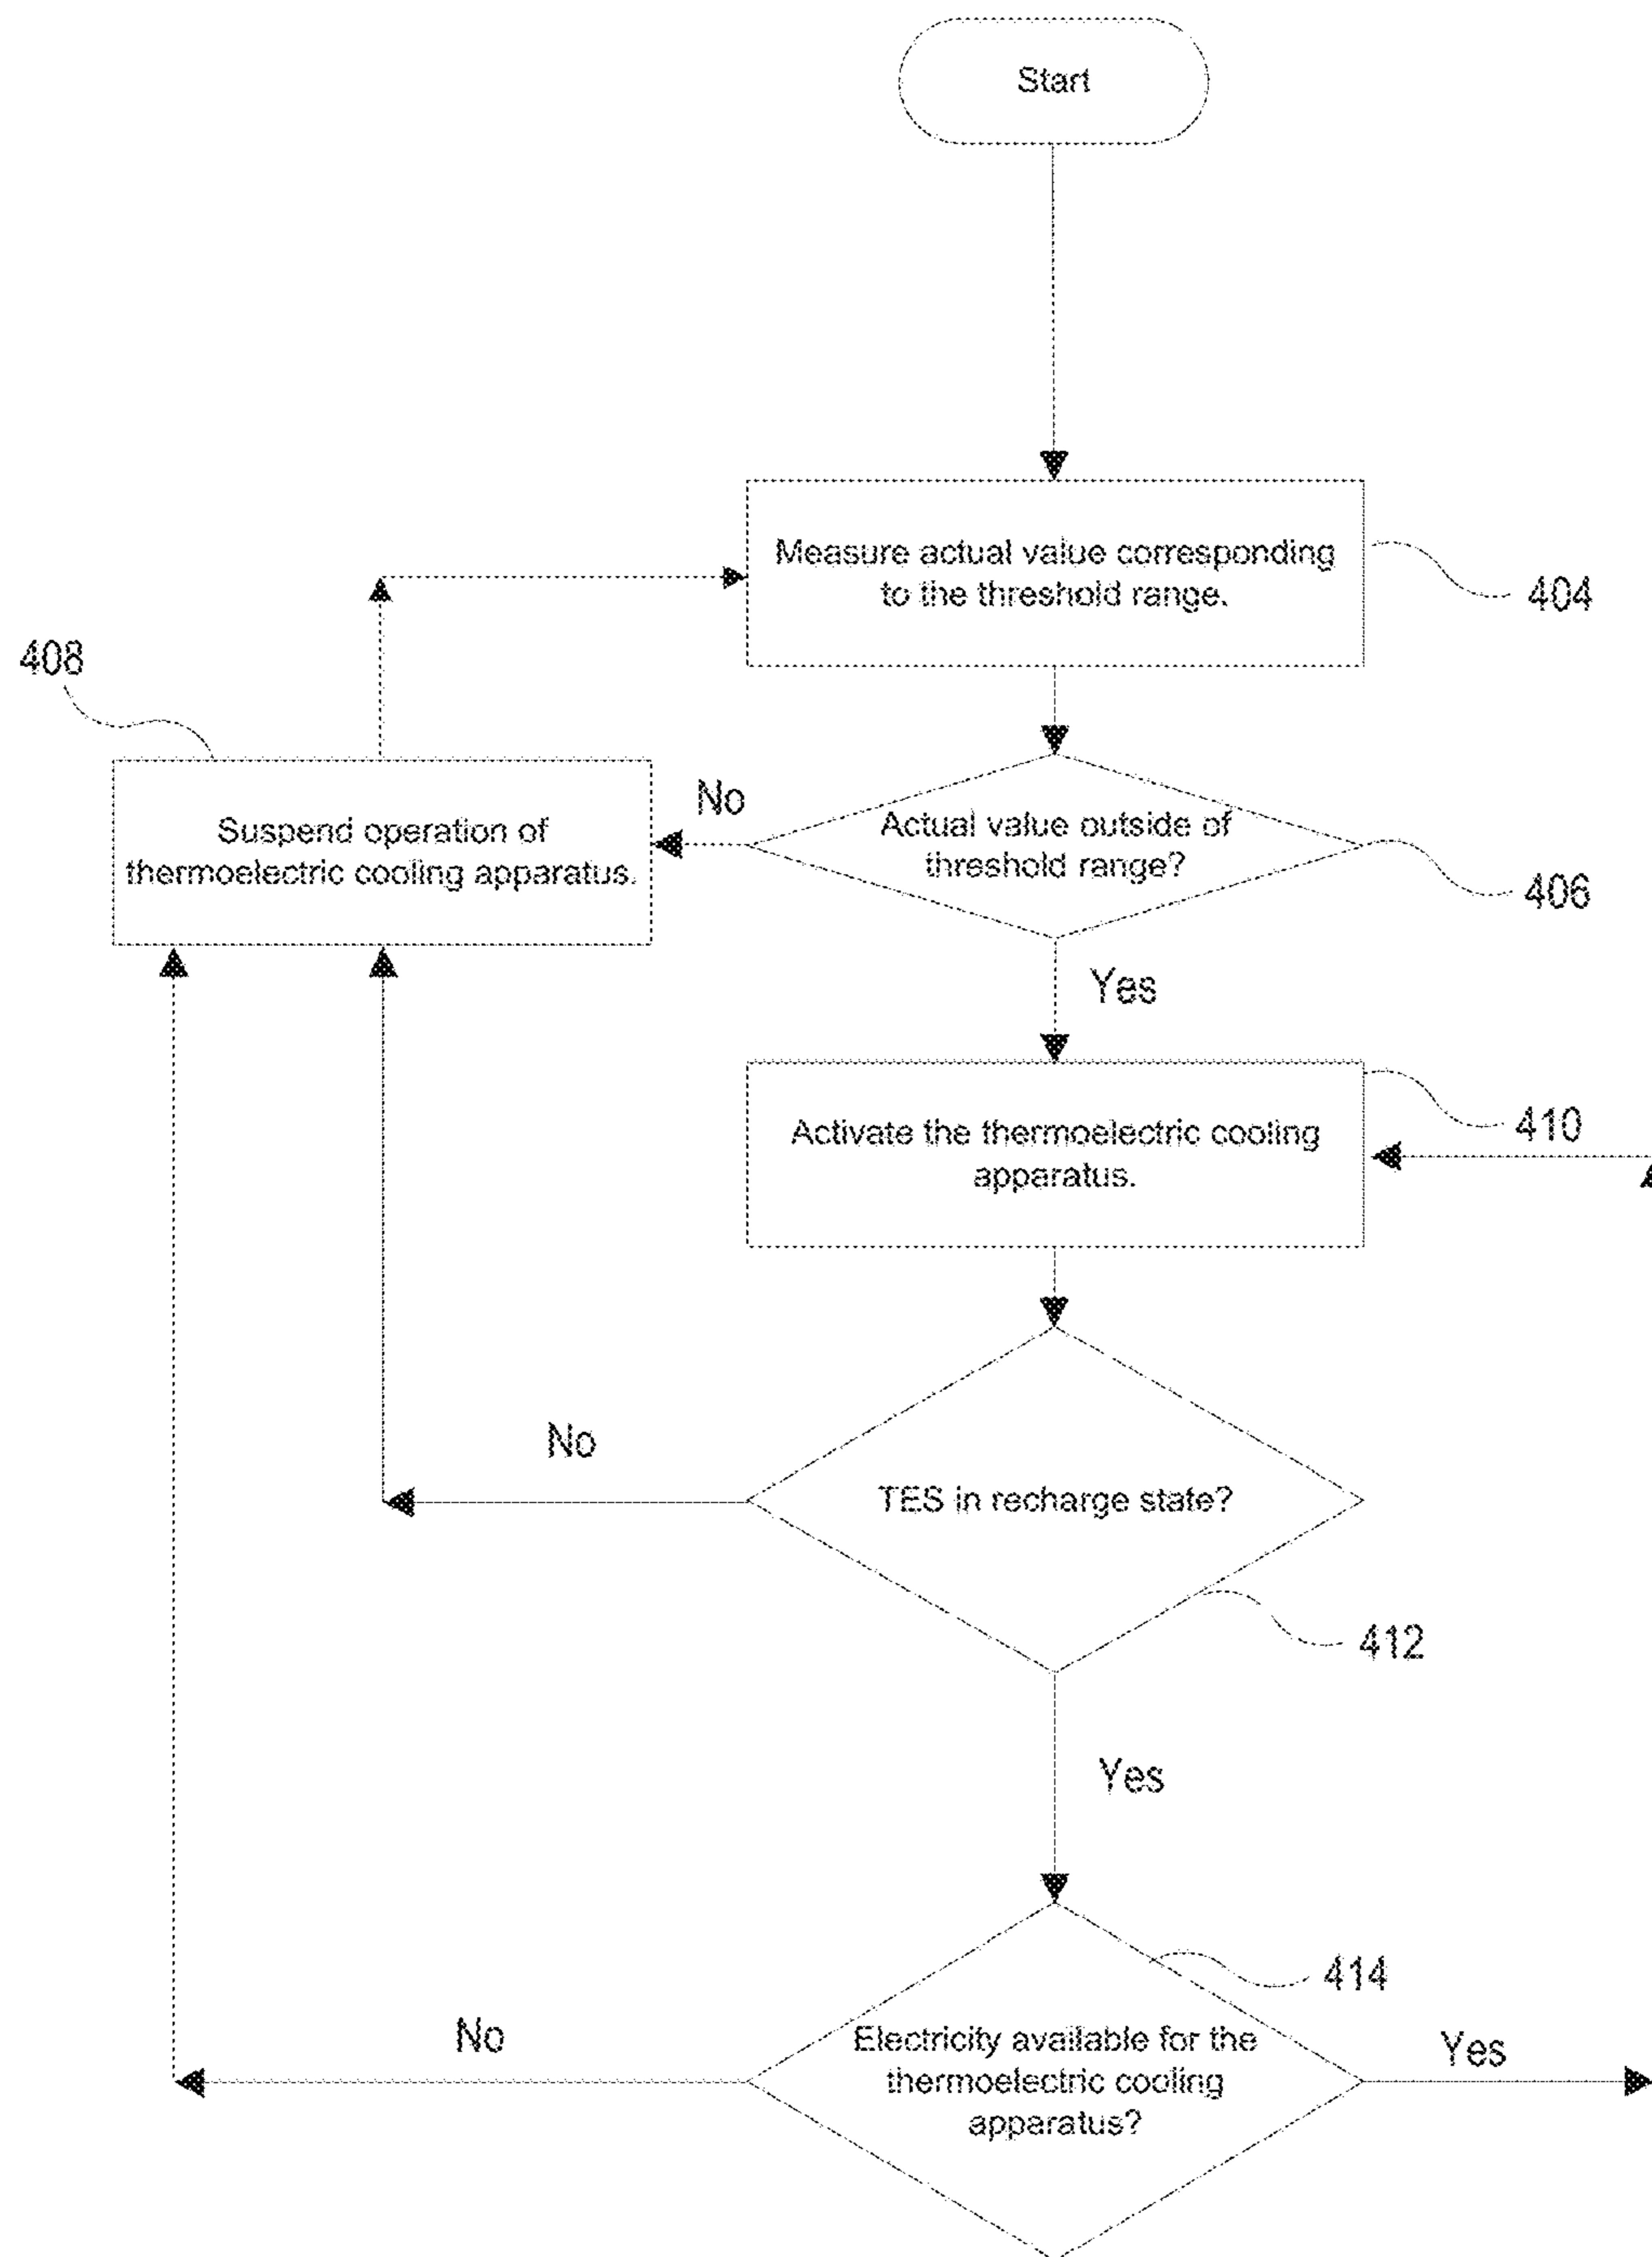 Start
Measure actual value corresponding
to the threshold range.
404
408
Suspend operation of
thermoelectric cooling apparatus.
No
Actual value outside of
threshold range?
406
Yes
Activate the thermoelectric cooling
apparatus.
410
No
TES in recharge state?
412
Yes
414
No
Electricity available for the
thermoelectric cooling
apparatus?
Yes